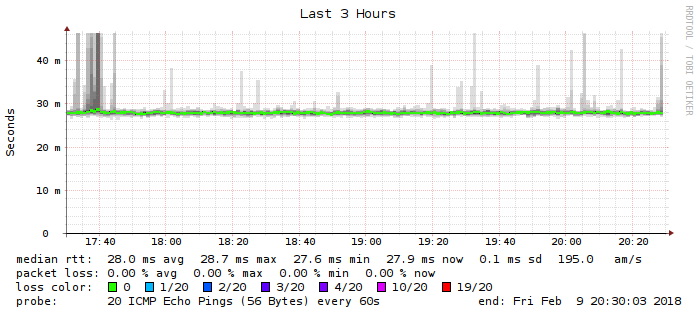 Last 3 Hours
RRDTOOL / TOBI OETIKER
Seconds
40 m
30 m
20 m
10 m
0
17:40 18:00 18:20 18:40 19:00 19:20 19:40 20:00 20:20
median rtt: 28.0 ms avg 28.7 ms max 27.6 ms min 27.9 ms now 0.1 ms sd 195.0 am/s
packet loss: 0.00 % avg 0.00 % max 0.00 % min 0.00 % now
loss color: 0 1/20 2/20 3/20 4/20 10/20 19/20
probe: 20 ICMP Echo Pings (56 Bytes) every 60s end: Fri Feb 9 20:30:03 2018